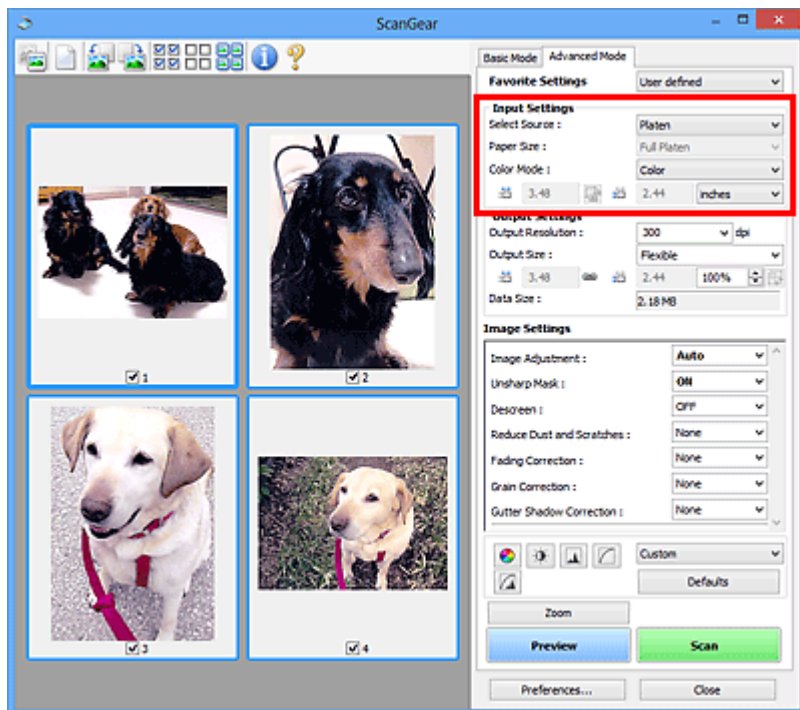 ScanGear
Basic Mode Advanced Mode
Favorite Settings User defined
Input Settings
Select Source : Platen
Paper Size : Full Platen
Color Mode : Color
3.48 2.44 inches
Output Settings
Output Resolution : 300 dpi
Output Size : Flexible
3.48 2.44 100%
Data Size : 2.18 MB
Image Settings
Image Adjustment : Auto
Unsharp Mask : ON
Descreen : OFF
Reduce Dust and Scratches : None
Fading Correction : None
Grain Correction : None
Gutter Shadow Correction : None
Custom
Defaults
Zoom
Preview Scan
Preferences... Close
1
2
3
4